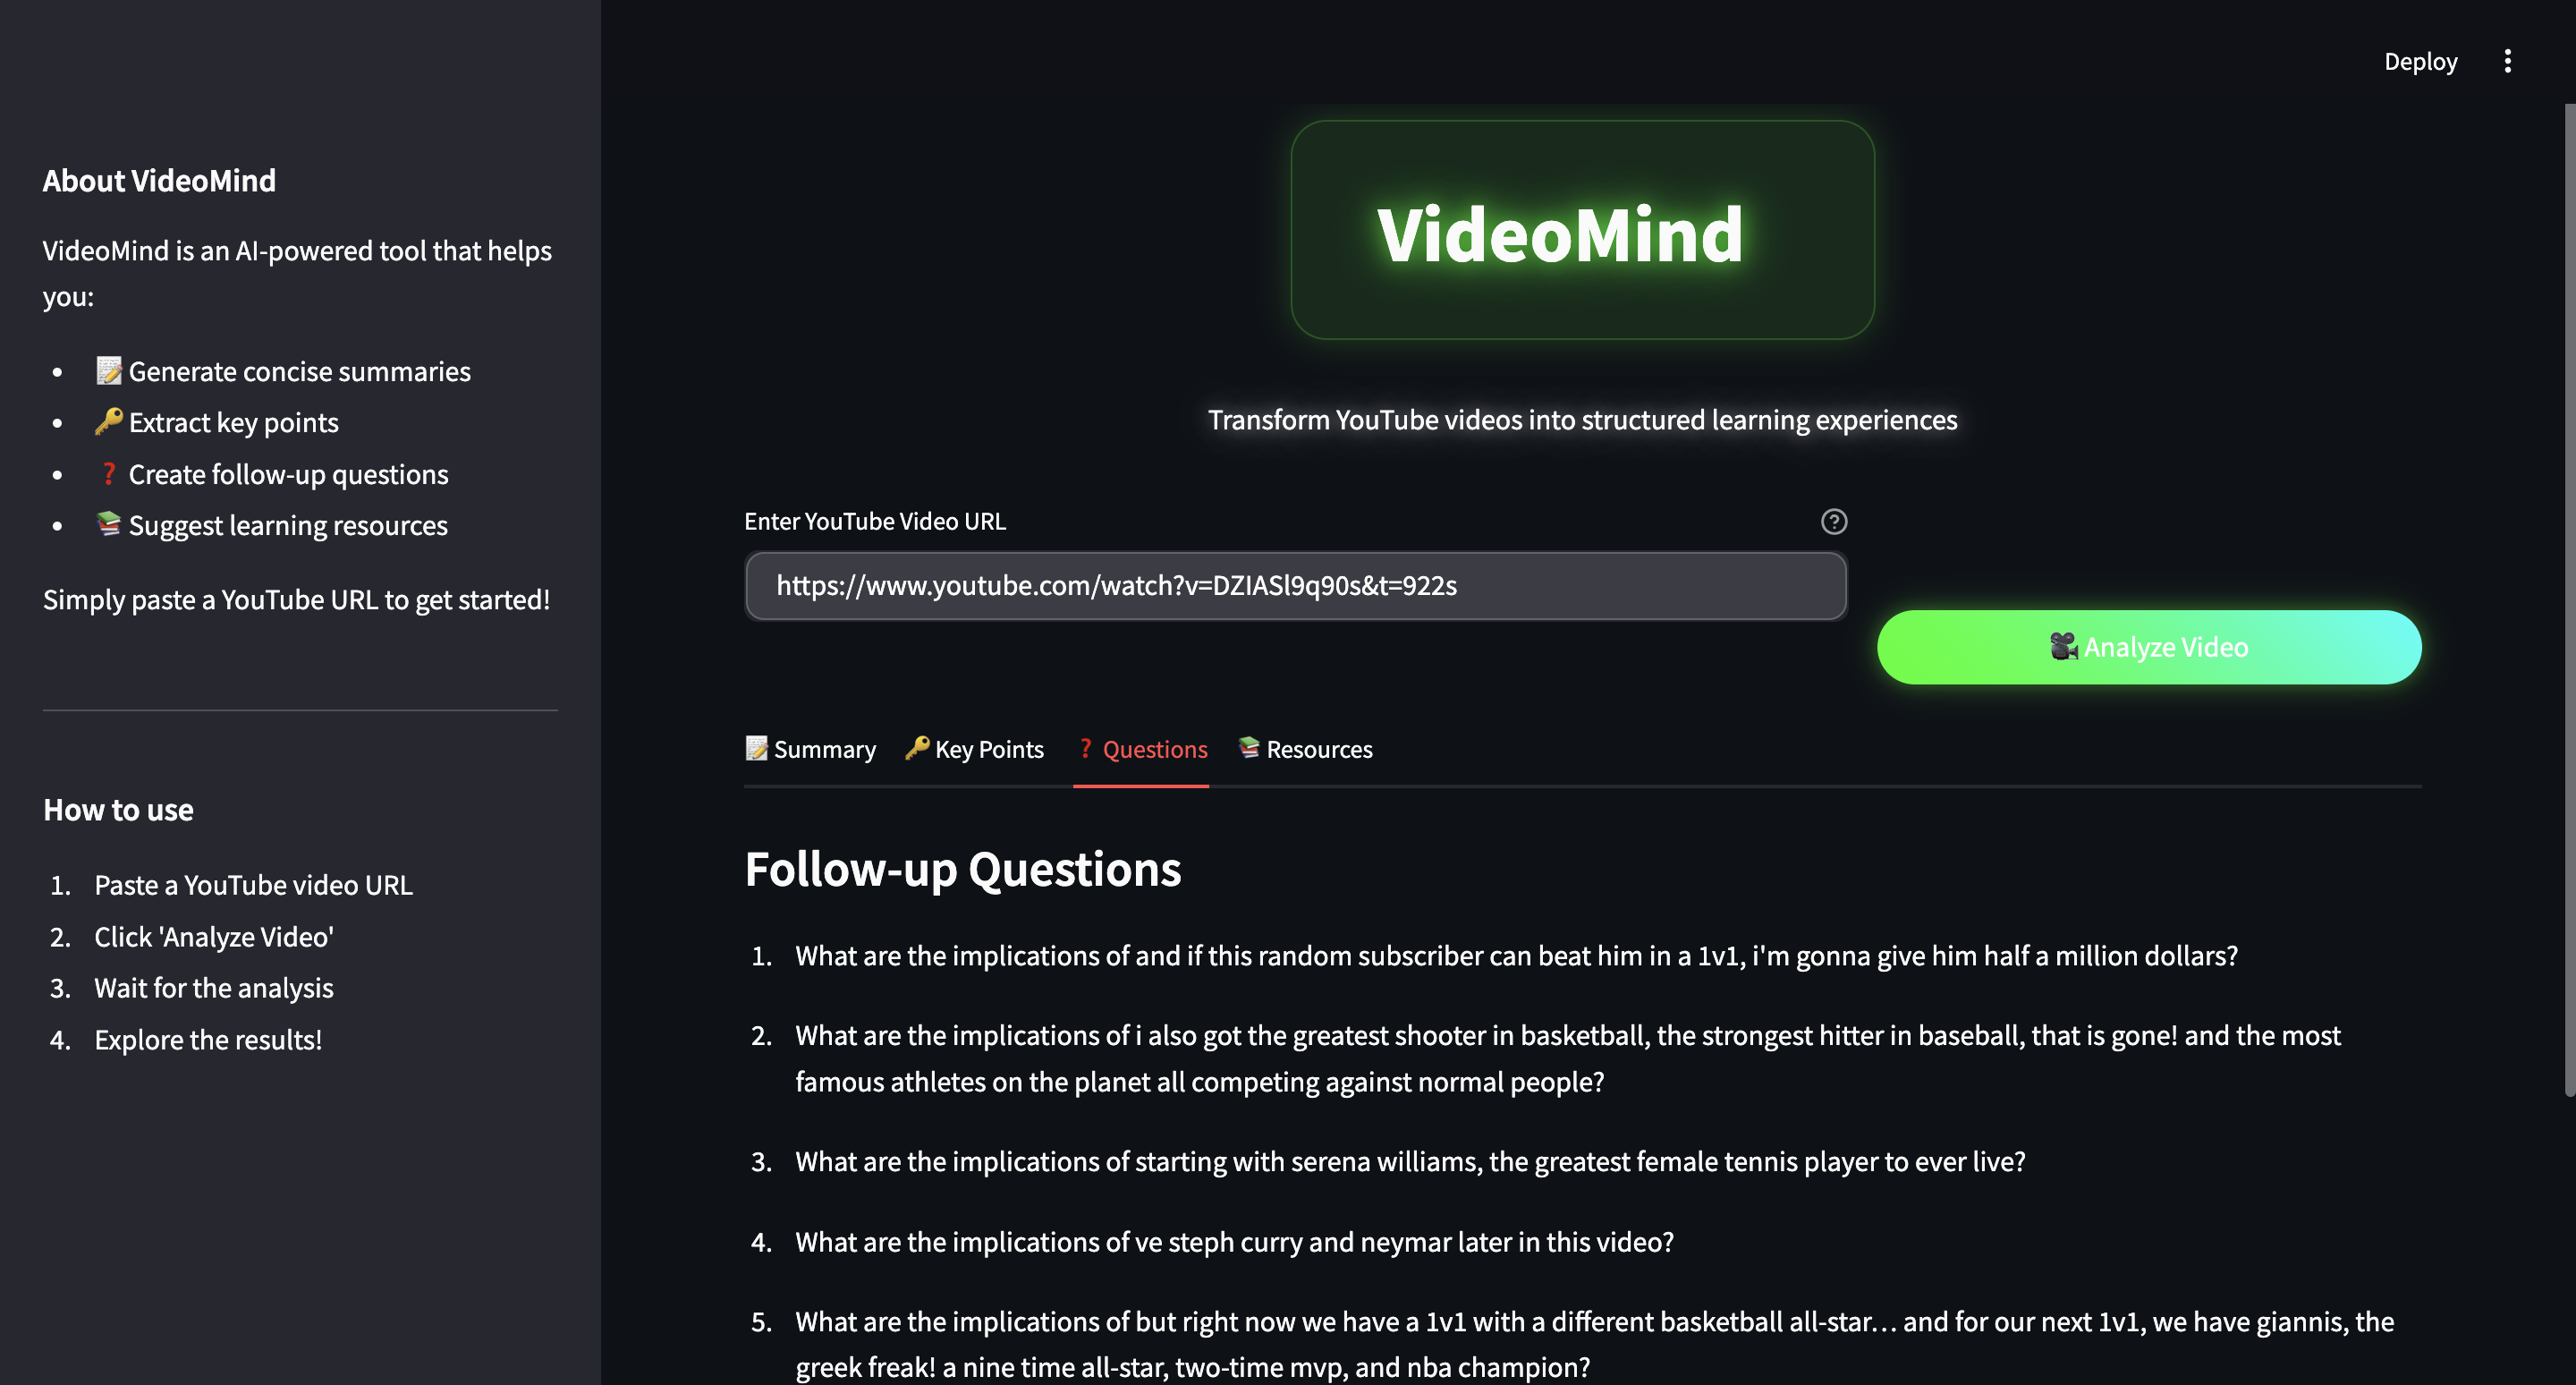 Deploy
About VideoMind
VideoMind is an AI-powered tool that helps
you:
• 📝 Generate concise summaries
• 🔑 Extract key points
• ❓ Create follow-up questions
• 📚 Suggest learning resources
Simply paste a YouTube URL to get started!
How to use
1. Paste a YouTube video URL
2. Click 'Analyze Video'
3. Wait for the analysis
4. Explore the results!
VideoMind
Transform YouTube videos into structured learning experiences
Enter YouTube Video URL
https://www.youtube.com/watch?v=DZIASl9q90s&t=922s
🎥 Analyze Video
📝 Summary 🔑 Key Points ❓ Questions 📚 Resources
Follow-up Questions
1. What are the implications of and if this random subscriber can beat him in a 1v1, i'm gonna give him half a million dollars?
2. What are the implications of i also got the greatest shooter in basketball, the strongest hitter in baseball, that is gone! and the most
famous athletes on the planet all competing against normal people?
3. What are the implications of starting with serena williams, the greatest female tennis player to ever live?
4. What are the implications of ve steph curry and neymar later in this video?
5. What are the implications of but right now we have a 1v1 with a different basketball all-star… and for our next 1v1, we have giannis, the
greek freak! a nine time all-star, two-time mvp, and nba champion?